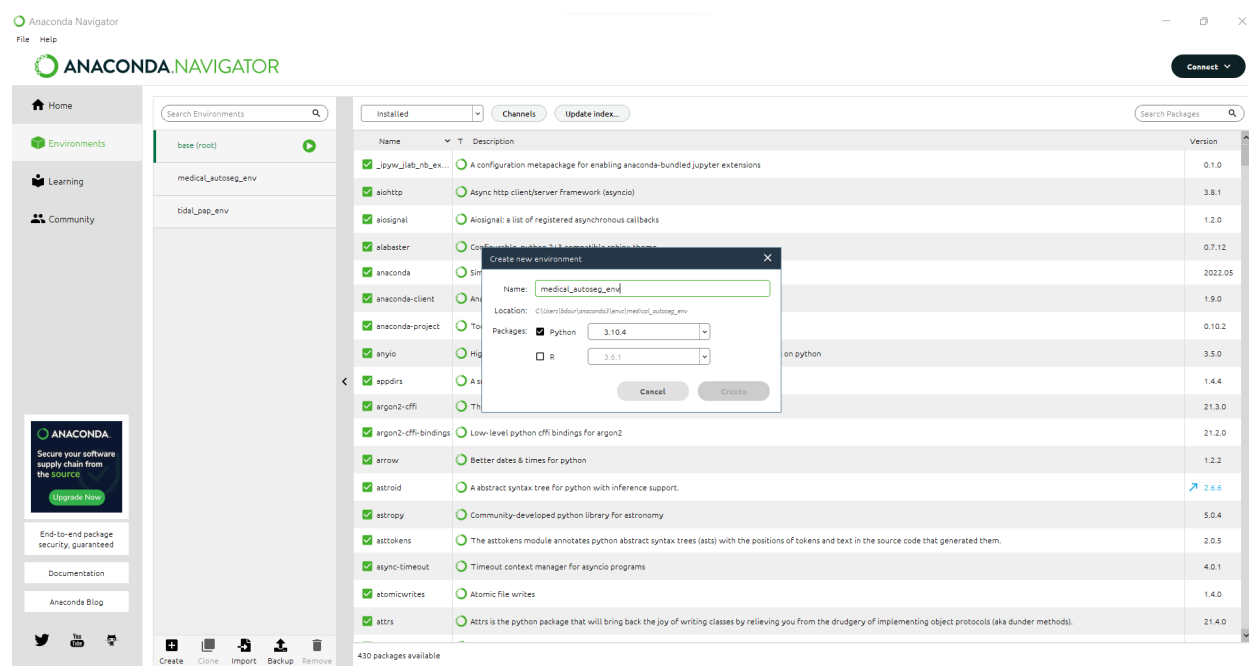 Anaconda Navigator
File Help
ANACONDA.NAVIGATOR
Connect
Home
Environments
Learning
Community
ANACONDA.
Secure your software
supply chain from
the source
Upgrade Now
End-to-end package
security, guaranteed
Documentation
Anaconda Blog
You
Tube
Search Environments
base (root)
medical_autoseg_env
tidal_pap_env
Create Clone Import Backup Remove
Installed Channels Update index... Search Packages
Name T Description Version
_ipyw_jlab_nb_ex... A configuration metapackage for enabling anaconda-bundled jupyter extensions 0.1.0
aiohttp Async http client/server framework (asyncio) 3.8.1
aiosignal Aiosignal: a list of registered asynchronous callbacks 1.2.0
alabaster 0.7.12
anaconda 2022.05
anaconda-client 1.9.0
anaconda-project 0.10.2
anyio on python 3.5.0
appdirs 1.4.4
argon2-cffi 21.3.0
argon2-cffi-bindings Low-level python cffi bindings for argon2 21.2.0
arrow Better dates & times for python 1.2.2
astroid A abstract syntax tree for python with inference support. 2.6.6
astropy Community-developed python library for astronomy 5.0.4
asttokens The asttokens module annotates python abstract syntax trees (asts) with the positions of tokens and text in the source code that generated them. 2.0.5
async-timeout Timeout context manager for asyncio programs 4.0.1
atomicwrites Atomic file writes 1.4.0
attrs Attrs is the python package that will bring back the joy of writing classes by relieving you from the drudgery of implementing object protocols (aka dunder methods). 21.4.0
430 packages available
Create new environment
Name: medical_autoseg_env
Location: C:\Users\bdaur\anaconda3\envs\medical_autoseg_env
Packages: Python 3.10.4
R 3.6.1
Cancel Create